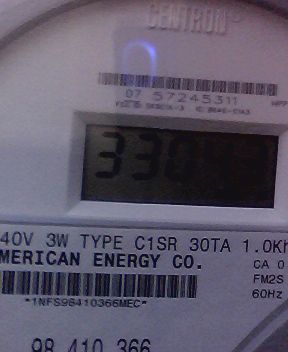 CENTRON
07 57245311
40V 3W TYPE C1SR 30TA 1.0Kh
MERICAN ENERGY CO.
CA 0
FM2S
60Hz
*1NFS98410366MEC*
98 410 366